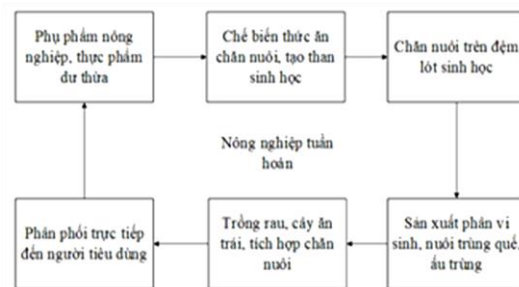 Phụ phẩm nông
nghiệp, thực phẩm
dư thừa
Chế biến thức ăn
chăn nuôi, tạo than
sinh học
Chăn nuôi trên đệm
lót sinh học
Nông nghiệp tuần
hoàn
Phân phối trực tiếp
đến người tiêu dùng
Trồng rau, cây ăn
trái, tích hợp chăn
nuôi
Sản xuất phân vi
sinh, nuôi trùng quế,
ấu trùng